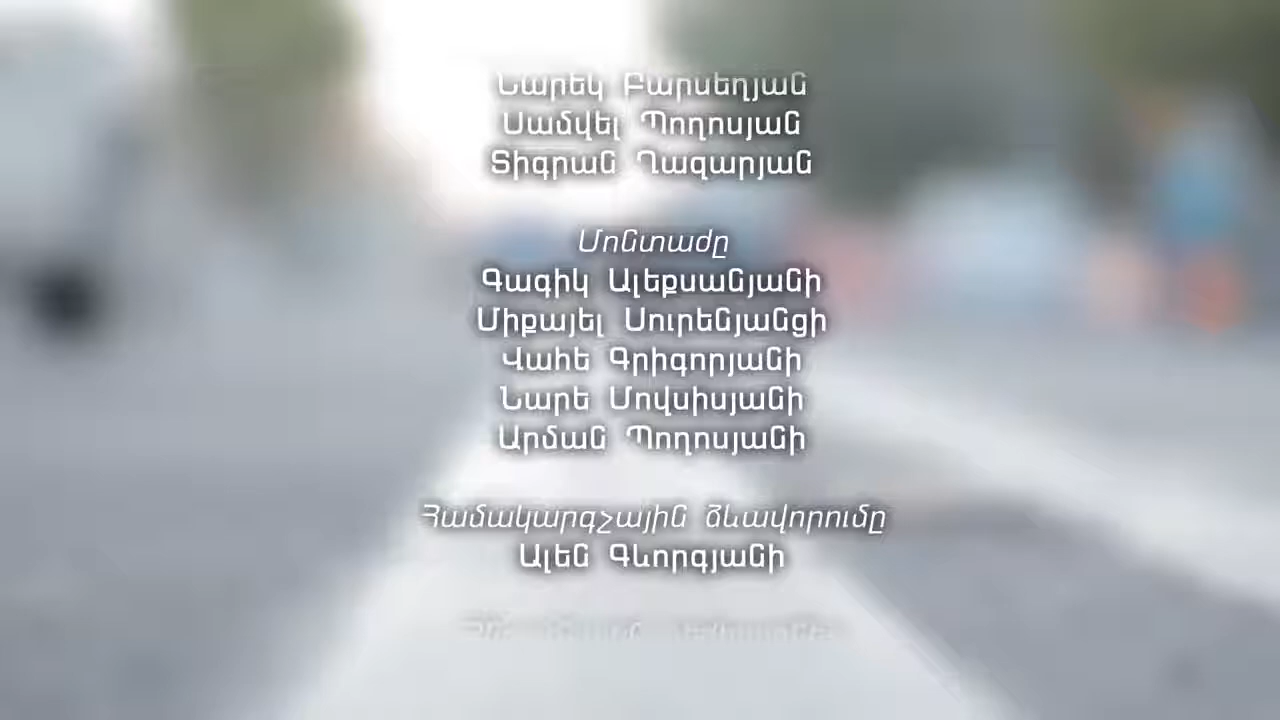 Նարեկ Բարսեղյան
Սամվել Պողոսյան
Տիգրան Ղազարյան
Մոնտաժը
Գագիկ Ալեքսանյանի
Միքայել Սուրենյանցի
Վահե Գրիգորյանի
Նարե Մովսիսյանի
Արման Պողոսյանի
Համակարգչային ձևավորումը
Ալեն Գևորգյանի